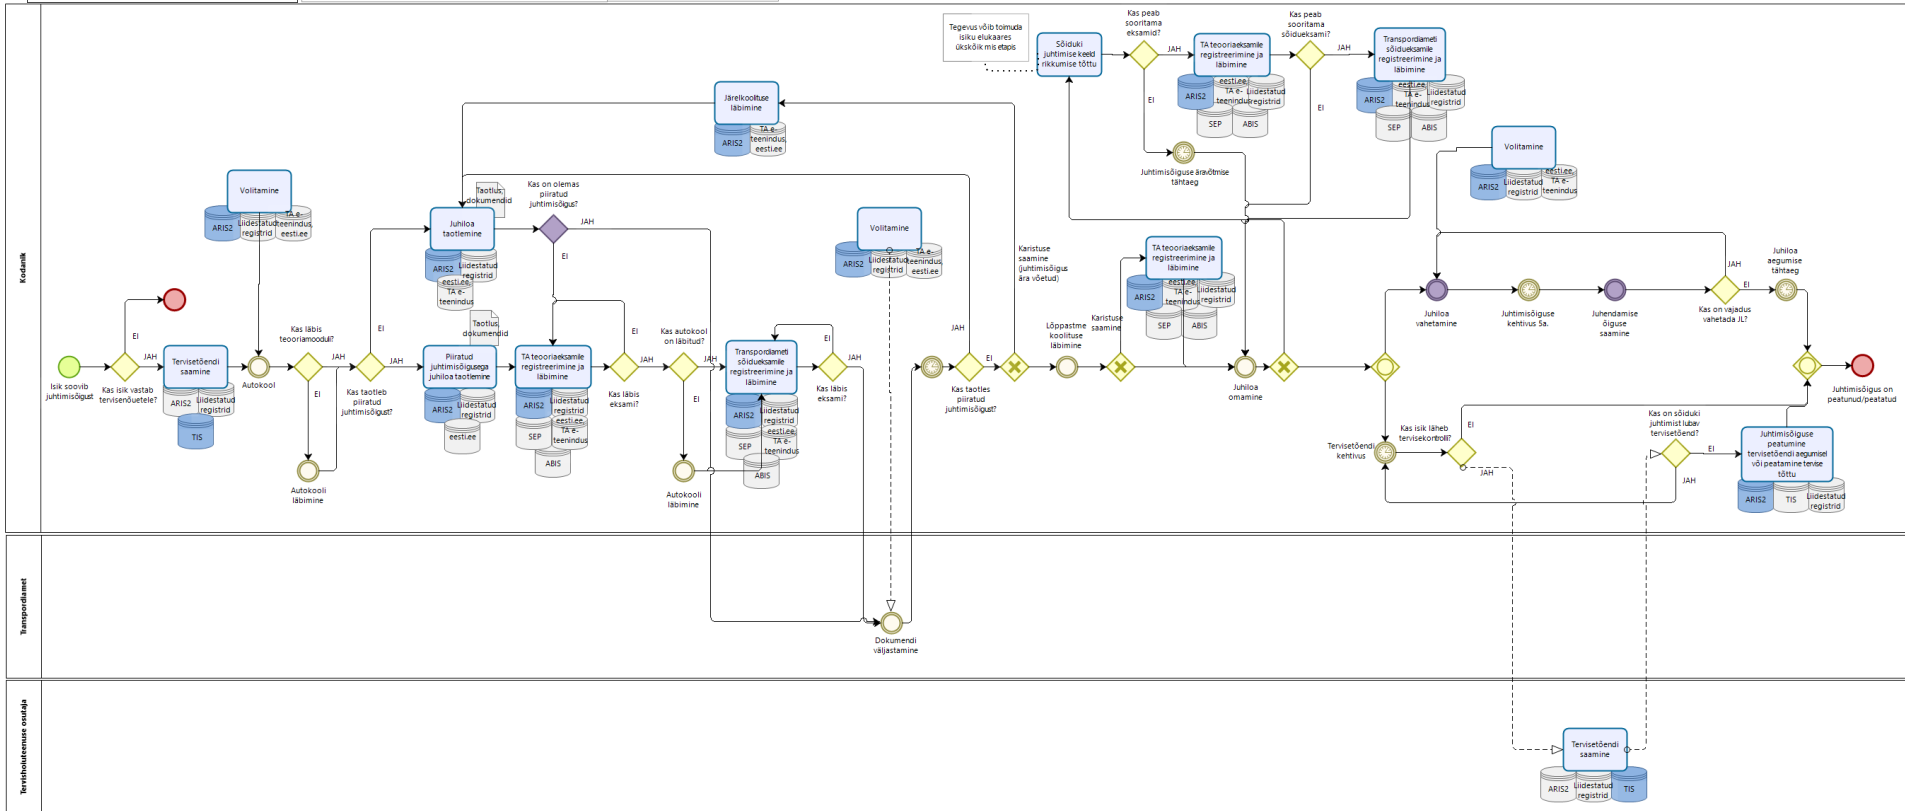 Kodanik
Isik soovib
juhtimisõigust
Kas isik vastab
tervisenõuetele?
EI
JAH
Tervisetõendi
saamine
ARIS2
Liidestatud
registrid
TIS
Volitamine
ARIS2
Liidestatud
registrid
TA e-
teenindus,
eesti.ee
Autokool
Kas läbis
teooriamooduli?
JAH
EI
Autokooli
läbimine
Kas taotleb
piiratud
juhtimisõigust?
EI
JAH
Taotlus,
dokumendid
Juhiloa
taotlemine
ARIS2
Liidestatud
registrid
eesti.ee,
TA e-
teenindus
Kas on olemas
piiratud
juhtimisõigus?
JAH
EI
Taotlus,
dokumendid
Piiratud
juhtimisõigusega
juhiloa taotlemine
ARIS2
Liidestatud
registrid
eesti.ee
TA teooriaeksamile
registreerimine ja
läbimine
ARIS2
Liidestatud
registrid
SEP
eesti.ee,
TA e-
teenindus
ABIS
EI
JAH
Kas läbis
eksami?
Kas autokool
on läbitud?
JAH
EI
Autokooli
läbimine
Järelkoolituse
läbimine
ARIS2
TA e-
teenindus,
eesti.ee
Transpordiameti
sõidueksamile
registreerimine ja
läbimine
ARIS2
Liidestatud
registrid
SEP
eesti.ee,
TA e-
teenindus
ABIS
EI
JAH
Kas läbis
eksami?
Volitamine
ARIS2
Liidestatud
registrid
TA e-
teenindus,
eesti.ee
JAH
EI
Kas taotles
piiratud
juhtimisõigust?
Karistuse
saamine
(juhtimisõigus
ära võetud)
Lõppastme
koolituse
läbimine
Karistuse
saamine
TA teooriaeksamile
registreerimine ja
läbimine
ARIS2
eesti.ee,
TA e-
teenindus
Liidestatud
registrid
SEP
ABIS
Juhiloa
omamine
Tegevus võib toimuda
isiku elukaares
ükskõik mis etapis
Sõiduki
juhtimise keeld
rikkumise tõttu
Kas peab
sooritama
eksamid?
JAH
EI
Juhtimisõiguse äravõtmise
tähtaeg
TA teooriaeksamile
registreerimine ja
läbimine
ARIS2
eesti.ee,
TA e-
teenindus
Liidestatud
registrid
SEP
ABIS
Kas peab
sooritama
sõidueksami?
JAH
EI
Transpordiameti
sõidueksamile
registreerimine ja
läbimine
ARIS2
eesti.ee,
TA e-
teenindus
Liidestatud
registrid
SEP
ABIS
Volitamine
ARIS2
Liidestatud
registrid
eesti.ee,
TA e-
teenindus
Juhiloa
vahetamine
Juhtimisõiguse
kehtivus 5a.
Juhendamise
õiguse
saamine
JAH
EI
Kas on vajadus
vahetada JL?
Juhiloa
aegumise
tähtaeg
Tervisetõendi
kehtivus
Kas isik läheb
tervisekontrolli?
EI
JAH
Kas on sõiduki
juhtimist lubav
tervisetõend?
EI
JAH
Juhtimisõiguse
peatumine
tervisetõendi aegumisel
või peatamine tervise
tõttu
ARIS2
TIS
Liidestatud
registrid
Juhtimisõigus on
peatunud/peatatud
Transpordiamet
Dokumendi
väljastamine
Tervishoiuteenuse osutaja
Tervisetõendi
saamine
ARIS2
Liidestatud
registrid
TIS